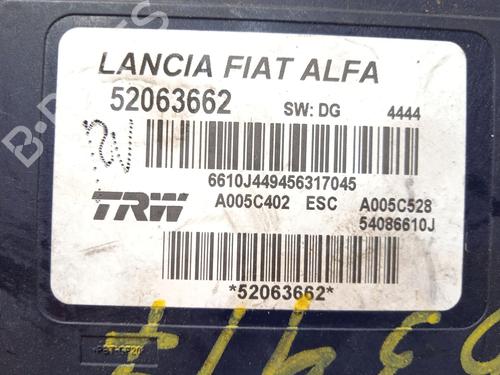 LANCIA FIAT ALFA
52063662 SW: DG 4444
6610J449456317045
TRW A005C402 ESC A005C528
54086610J
*52063662*